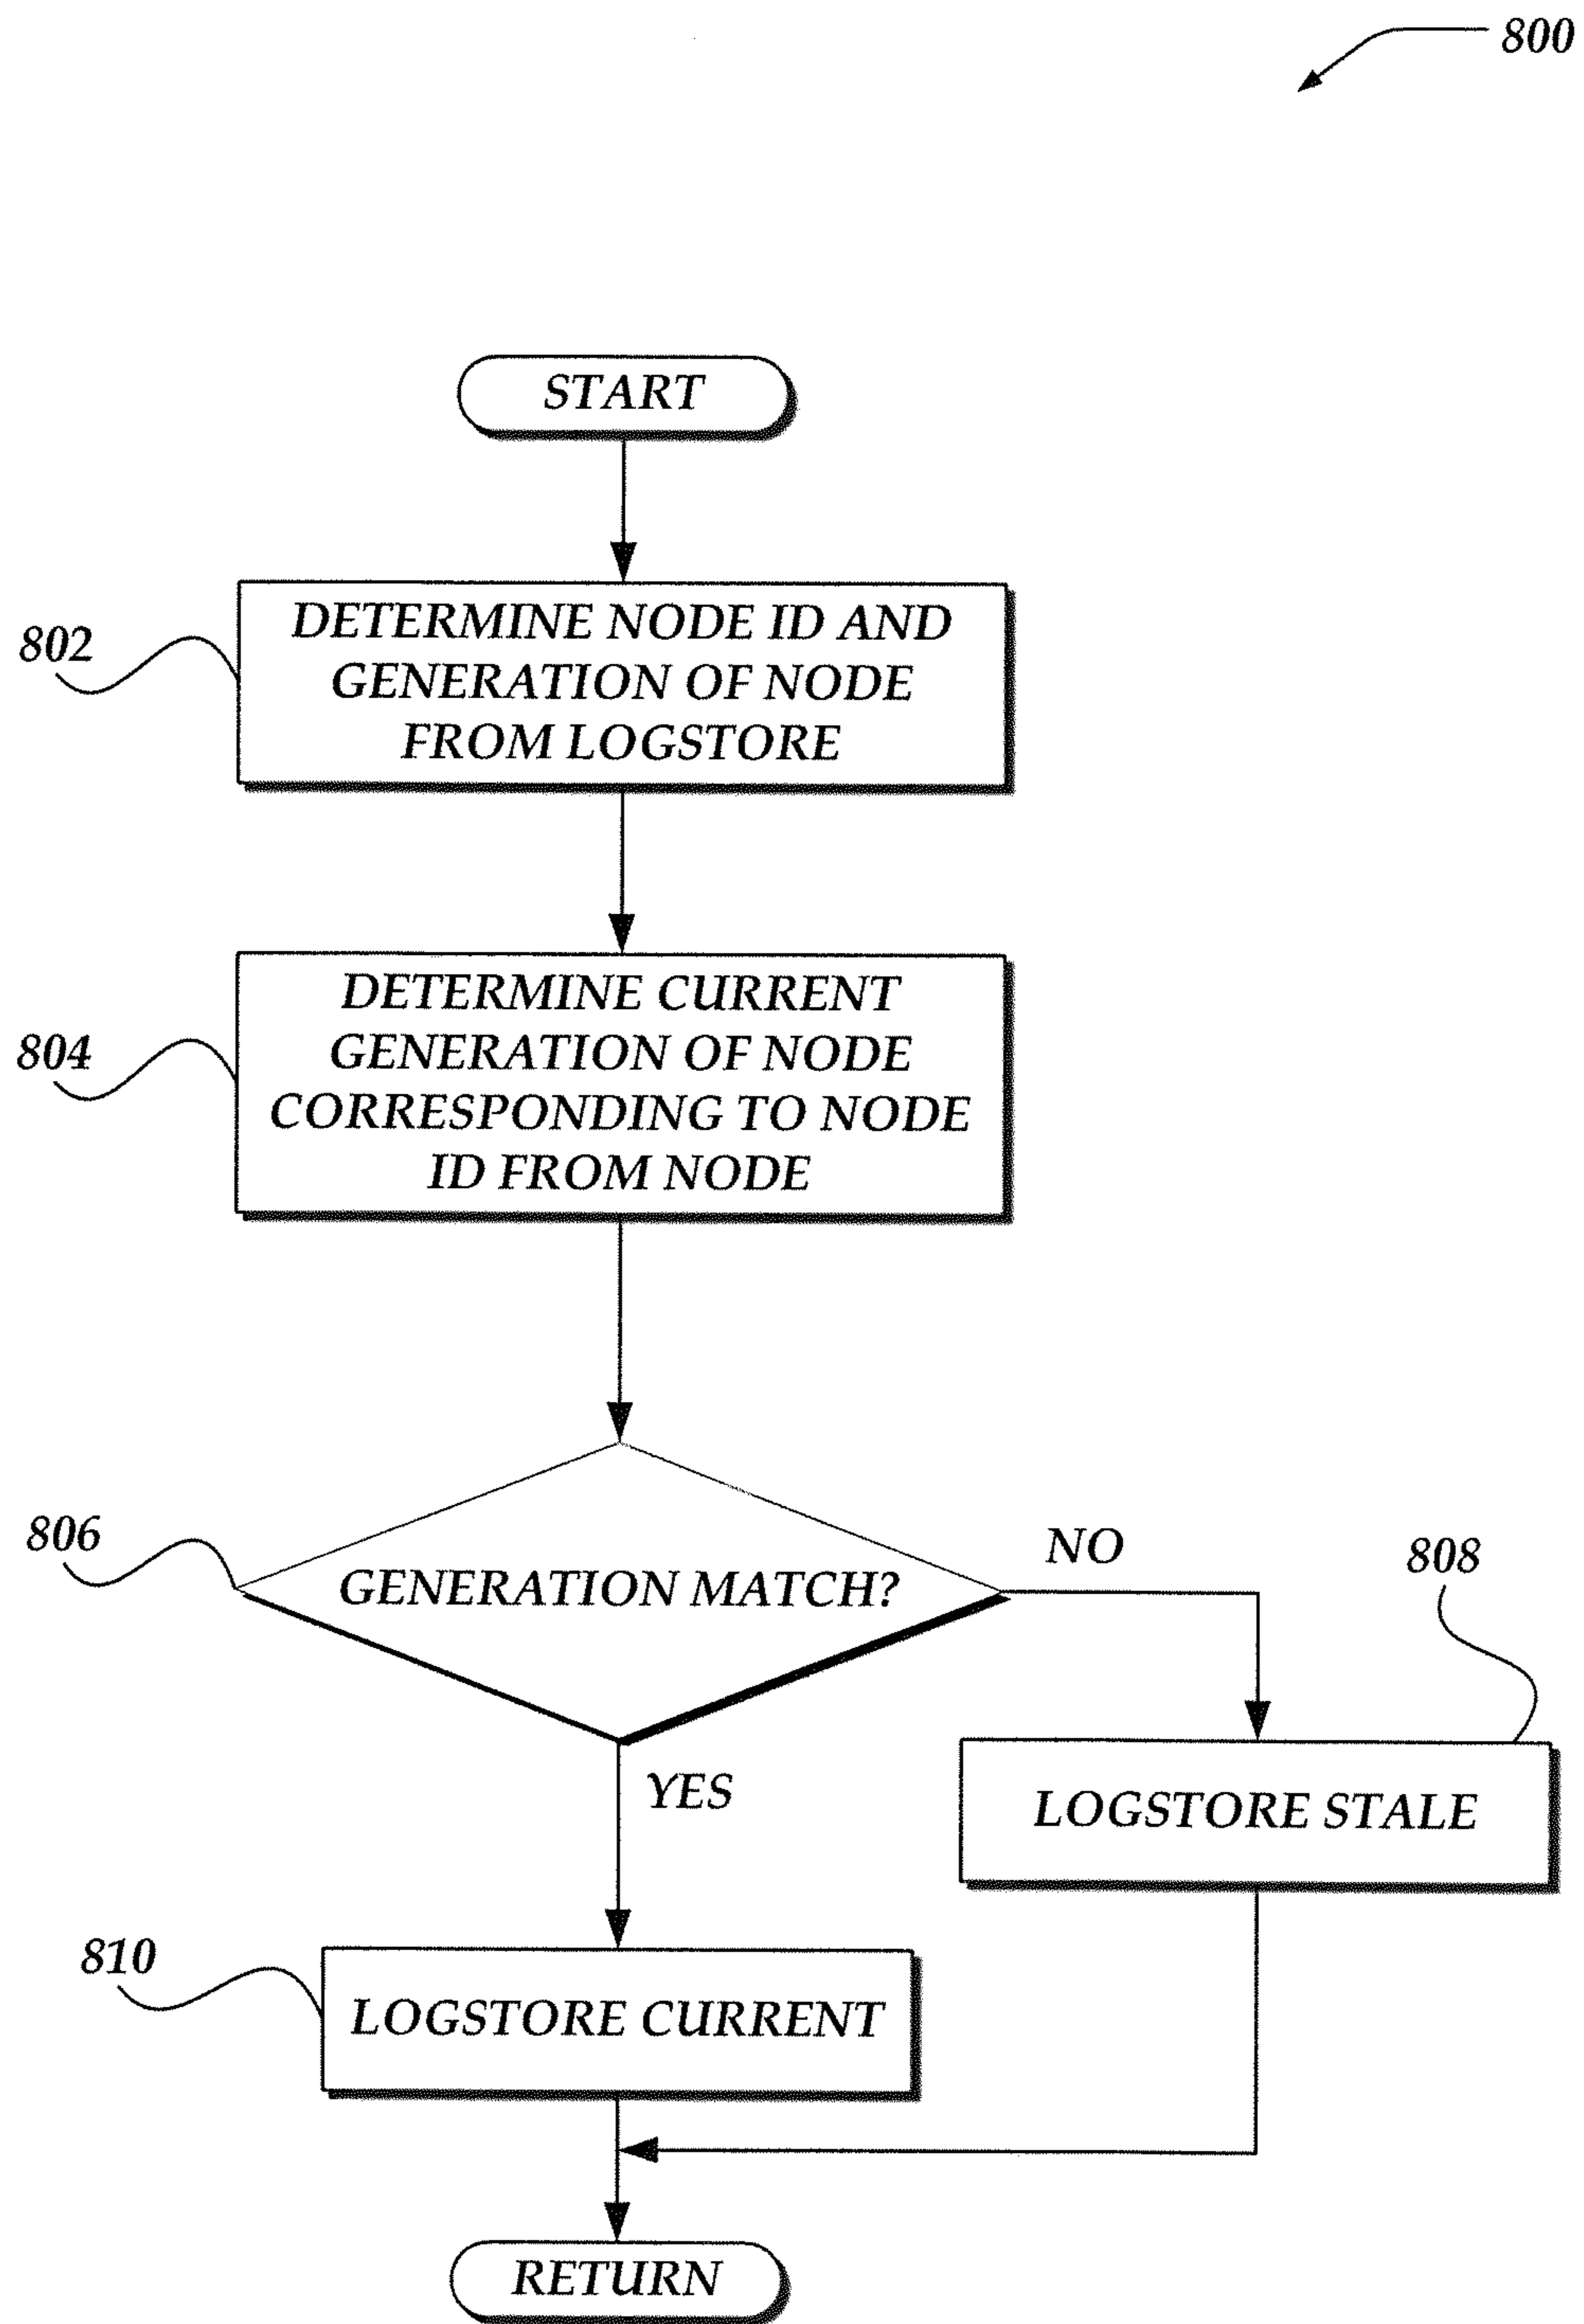 800
START
802
DETERMINE NODE ID AND
GENERATION OF NODE
FROM LOGSTORE
804
DETERMINE CURRENT
GENERATION OF NODE
CORRESPONDING TO NODE
ID FROM NODE
806
GENERATION MATCH?
NO
808
YES
LOGSTORE STALE
810
LOGSTORE CURRENT
RETURN